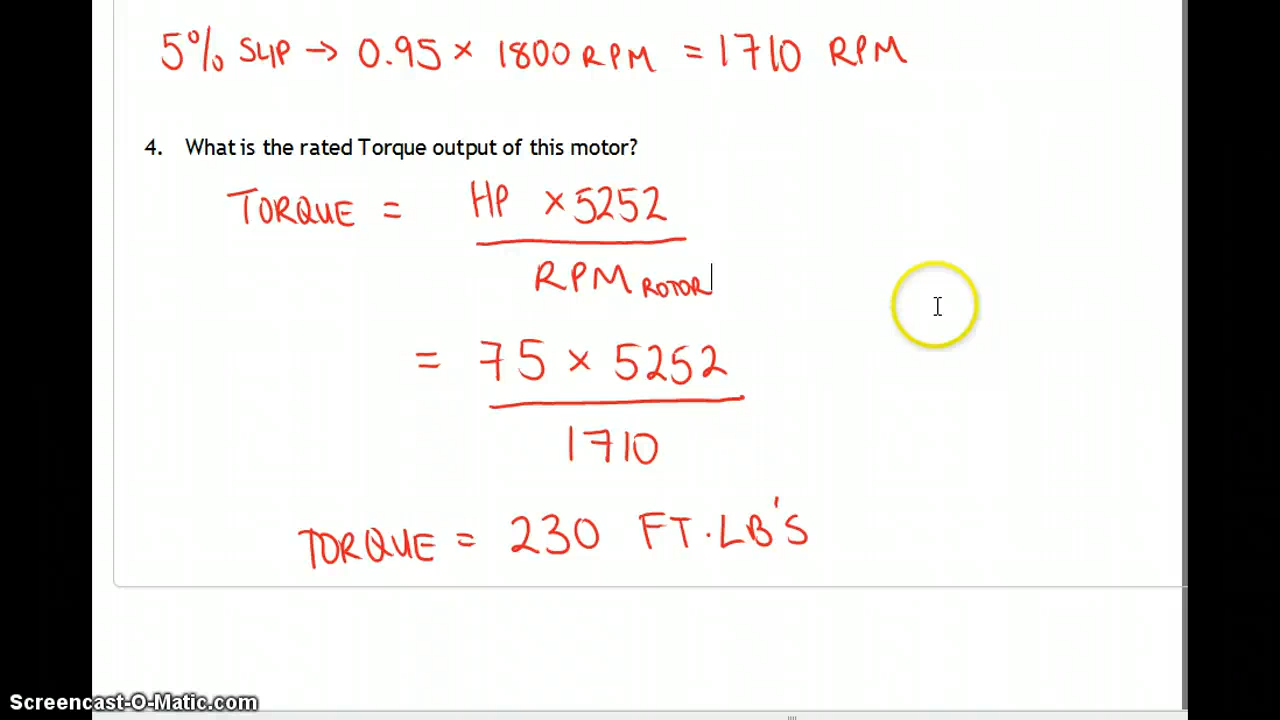 5% SLIP → 0.95 × 1800 RPM = 1710 RPM
4. What is the rated Torque output of this motor?
TORQUE = HP × 5252
RPM ROTOR
= 75 × 5252
1710
TORQUE = 230 FT·LB'S
Screencast-O-Matic.com